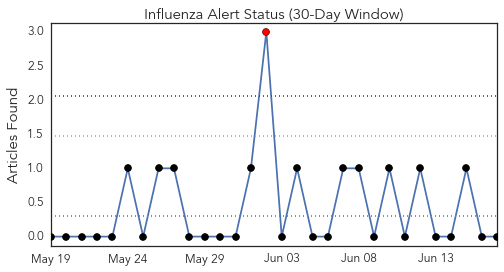 Influenza Alert Status (30-Day Window)
Articles Found
3.0
2.5
2.0
1.5
1.0
0.5
0.0
May 19
May 24
May 29
Jun 03
Jun 08
Jun 13